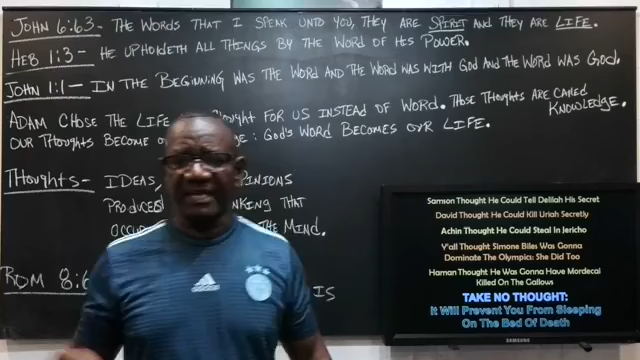 JOHN 6:63 - THE WORDS THAT I SPEAK UNTO YOU, THEY ARE SPIRIT AND THEY ARE LIFE.
HEB 1:3 - HE UPHOLDETH ALL THINGS BY THE WORD OF HIS POWER.
JOHN 1:1 - IN THE BEGINNING WAS THE WORD AND THE WORD WAS WITH GOD AND THE WORD WAS GOD.
ADAM CHOSE THE LIFE FOR US INSTEAD OF WORD. THOSE THOUGHTS ARE CALLED
KNOWLEDGE.
OUR THOUGHTS BECOME : GOD'S WORD BECOMES OUR LIFE.
THOUGHTS - IDEAS,
THAT
THE MIND.
ROM 8:6
IS
adidas
Samson Thought He Could Tell Delilah His Secret
David Thought He Could Kill Uriah Secretly
Achin Thought He Could Steal In Jericho
Y'all Thought Simone Biles Was Gonna
Dominate The Olympic: She Did Too
Haman Thought He Was Gonna Have Mordecai
Killed On The Gallows
TAKE NO THOUGHT:
It Will Prevent You From Sleeping
On The Bed Of Death
SAMSUNG